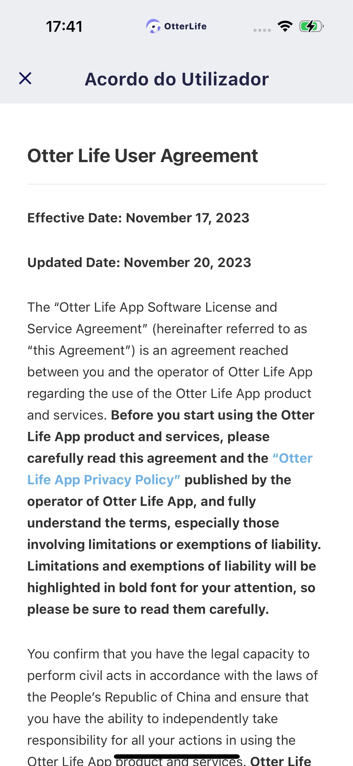 17:41
OtterLife
Acordo do Utilizador
Otter Life User Agreement
Effective Date: November 17, 2023
Updated Date: November 20, 2023
The “Otter Life App Software License and
Service Agreement” (hereinafter referred to as
“this Agreement”) is an agreement reached
between you and the operator of Otter Life App
regarding the use of the Otter Life App product
and services. Before you start using the Otter
Life App product and services, please
carefully read this agreement and the “Otter
Life App Privacy Policy” published by the
operator of Otter Life App, and fully
understand the terms, especially those
involving limitations or exemptions of liability.
Limitations and exemptions of liability will be
highlighted in bold font for your attention, so
please be sure to read them carefully.
You confirm that you have the legal capacity to
perform civil acts in accordance with the laws of
the People’s Republic of China and ensure that
you have the ability to independently take
responsibility for all your actions in using the
Otter Life App product and services. Otter Life